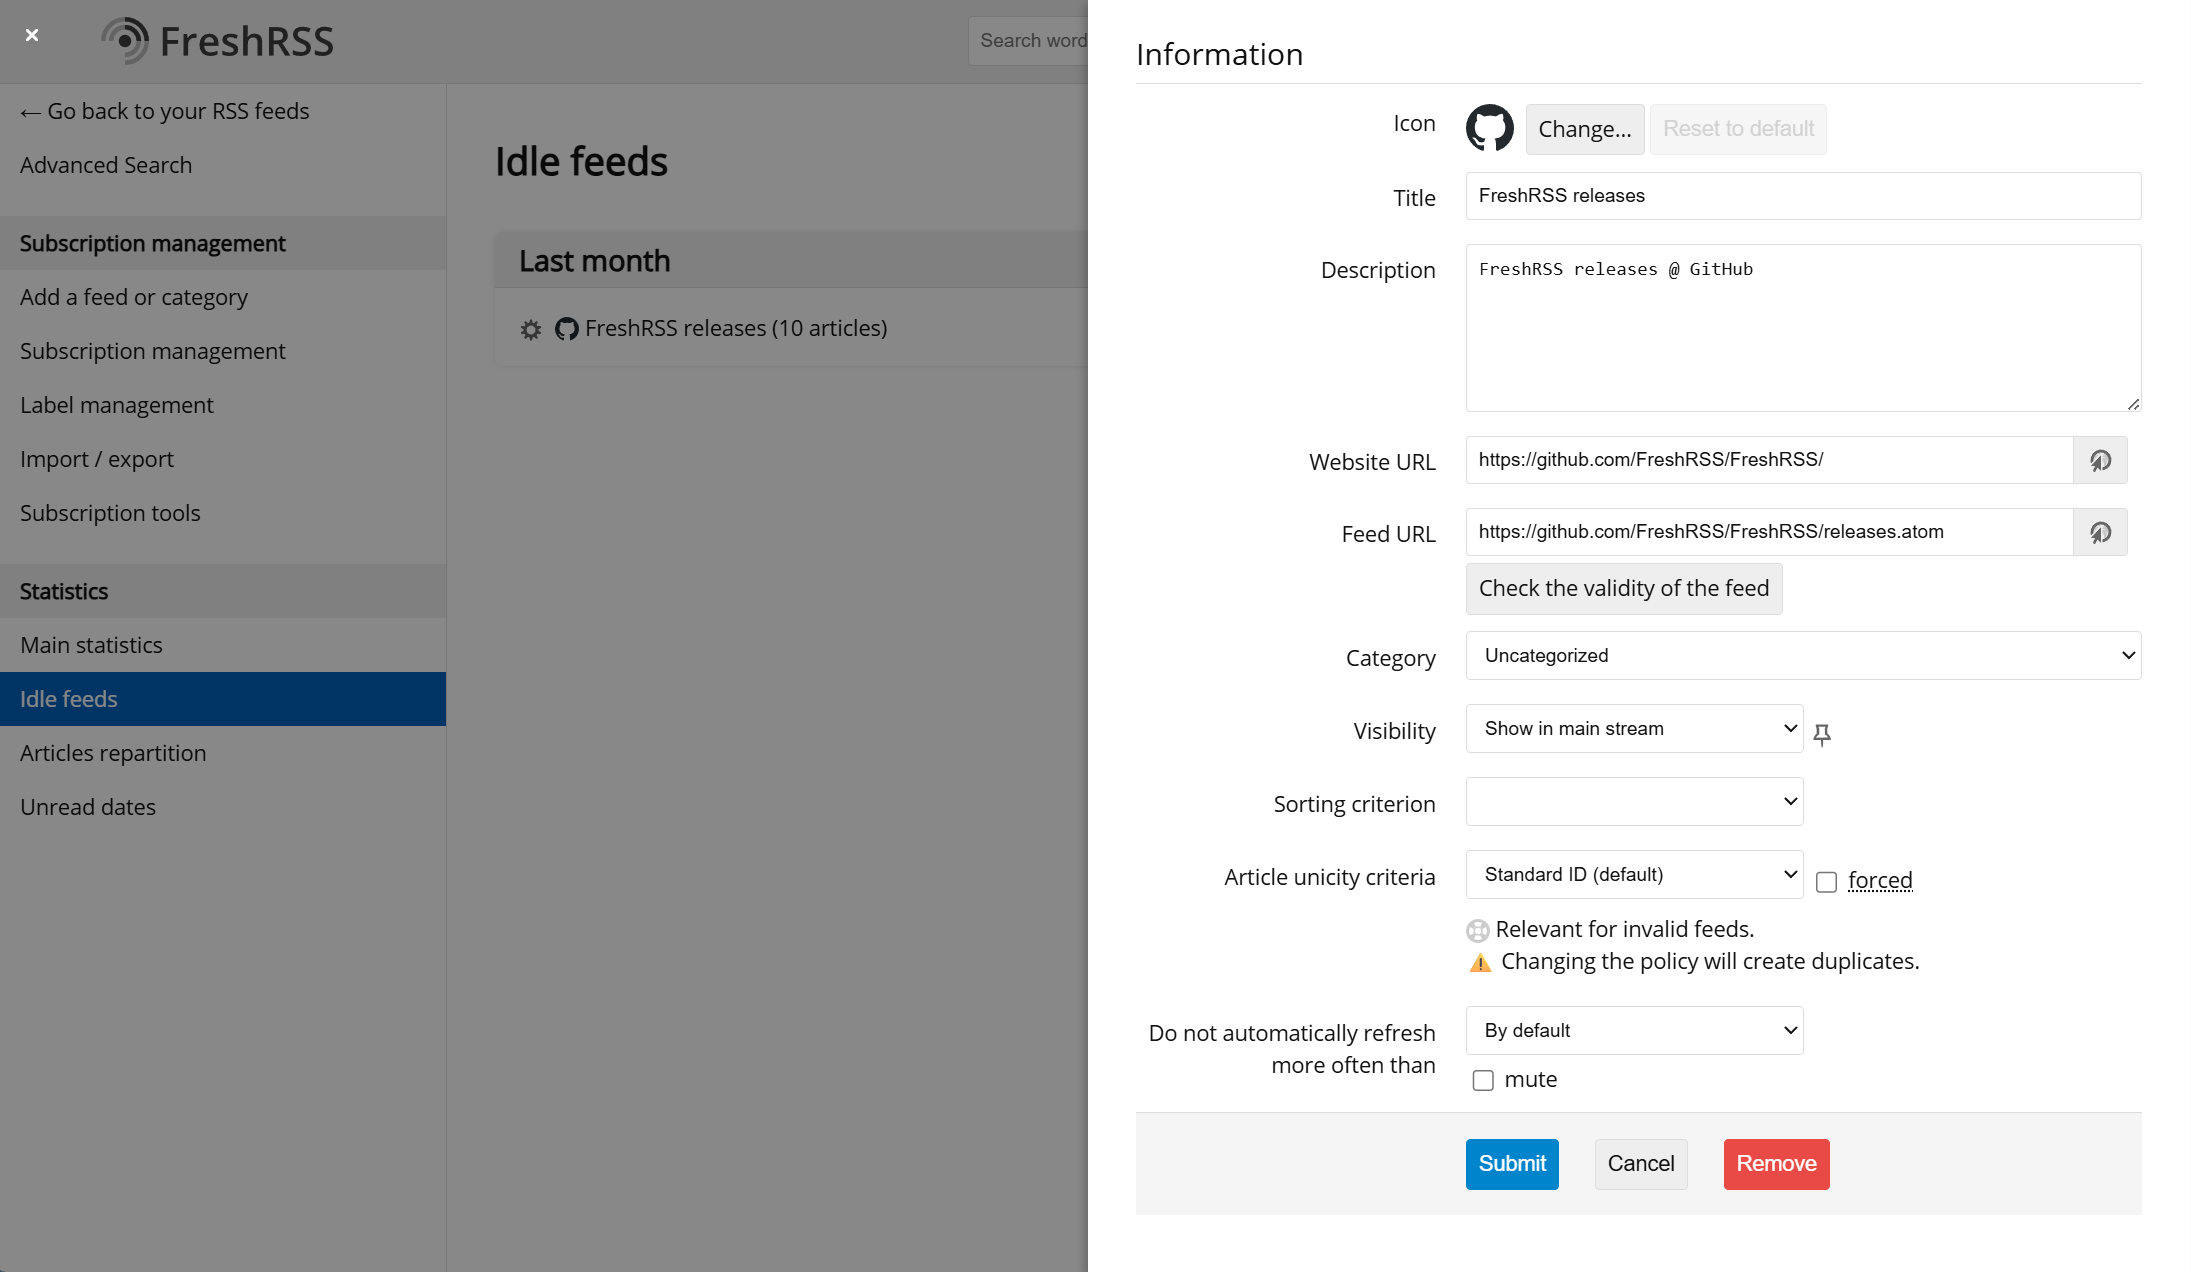 FreshRSS
Search word
← Go back to your RSS feeds
Advanced Search
Subscription management
Add a feed or category
Subscription management
Label management
Import / export
Subscription tools
Statistics
Main statistics
Idle feeds
Articles repartition
Unread dates
Idle feeds
Last month
FreshRSS releases (10 articles)
Information
Icon
Change...
Reset to default
Title
FreshRSS releases
Description
FreshRSS releases @ GitHub
Website URL
https://github.com/FreshRSS/FreshRSS/
Feed URL
https://github.com/FreshRSS/FreshRSS/releases.atom
Check the validity of the feed
Category
Uncategorized
Visibility
Show in main stream
Sorting criterion
Article unicity criteria
Standard ID (default)
forced
Relevant for invalid feeds.
Changing the policy will create duplicates.
Do not automatically refresh
more often than
By default
mute
Submit
Cancel
Remove